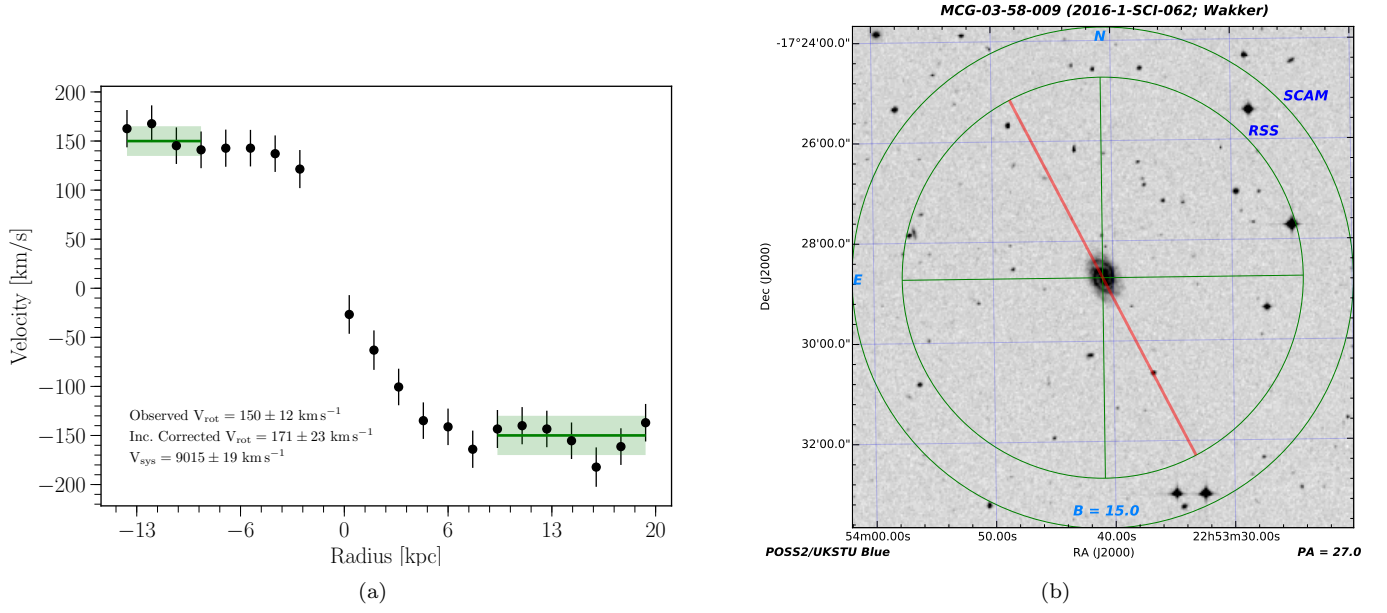 MCG-03-58-009 (2016-1-SCI-062; Wakker)
200
150
100
50
0
−50
−100
−150
−200
Velocity [km/s]
Observed V_rot = 150 ± 12 km s⁻¹
Inc. Corrected V_rot = 171 ± 23 km s⁻¹
V_sys = 9015 ± 19 km s⁻¹
−13 −6 0 6 13 20
Radius [kpc]
(a)
-17°24'00.0"
26'00.0"
28'00.0"
30'00.0"
32'00.0"
Dec (J2000)
N
SCAM
RSS
E
B = 15.0
54m00.00s 50.00s 40.00s 22h53m30.00s
POSS2/UKSTU Blue RA (J2000) PA = 27.0
(b)